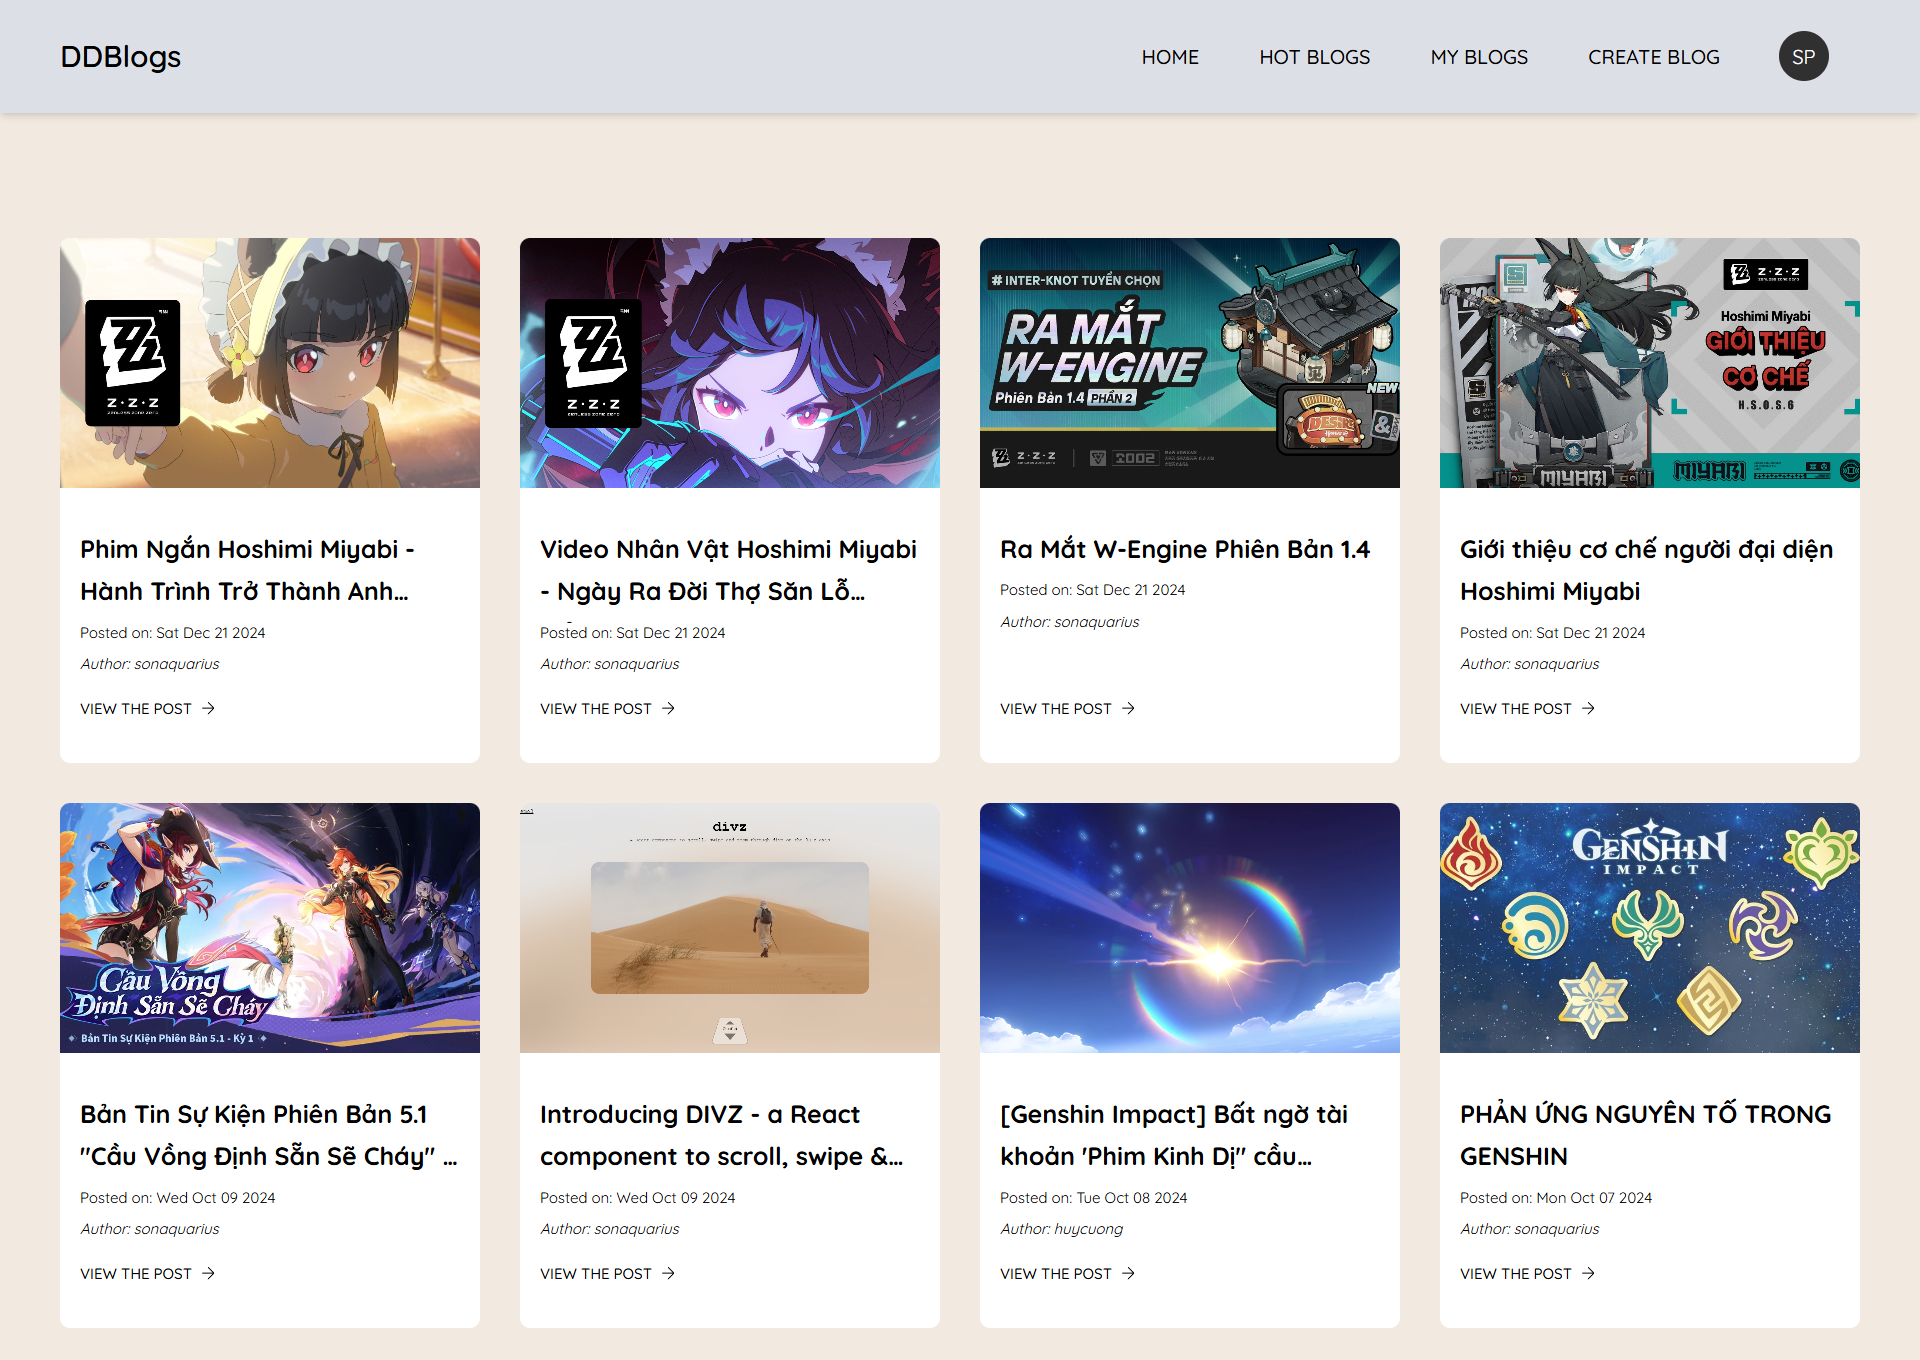 DDBlogs
HOME
HOT BLOGS
MY BLOGS
CREATE BLOG
SP
Z·Z·Z
ZENLESS ZONE ZERO
Z·Z·Z
ZENLESS ZONE ZERO
# INTER-KNOT TUYỂN CHỌN
RA MẮT
W-ENGINE
Phiên Bản 1.4 PHẦN 2
NEW
Z·Z·Z
Z·Z·Z
ZENLESS ZONE ZERO
Hoshimi Miyabi
GIỚI THIỆU
CƠ CHẾ
H.S.O.S.6
MIYABI
MIYABI
Phim Ngắn Hoshimi Miyabi -
Hành Trình Trở Thành Anh...
Posted on: Sat Dec 21 2024
Author: sonaquarius
VIEW THE POST
Video Nhân Vật Hoshimi Miyabi
- Ngày Ra Đời Thợ Săn Lỗ...
Posted on: Sat Dec 21 2024
Author: sonaquarius
VIEW THE POST
Ra Mắt W-Engine Phiên Bản 1.4
Posted on: Sat Dec 21 2024
Author: sonaquarius
VIEW THE POST
Giới thiệu cơ chế người đại diện
Hoshimi Miyabi
Posted on: Sat Dec 21 2024
Author: sonaquarius
VIEW THE POST
Cầu Vồng
Định Sẵn Sẽ Cháy
Bản Tin Sự Kiện Phiên Bản 5.1 - Kỳ 1
divz
GENSHIN
IMPACT
Bản Tin Sự Kiện Phiên Bản 5.1
"Cầu Vồng Định Sẵn Sẽ Cháy" ...
Posted on: Wed Oct 09 2024
Author: sonaquarius
VIEW THE POST
Introducing DIVZ - a React
component to scroll, swipe &...
Posted on: Wed Oct 09 2024
Author: sonaquarius
VIEW THE POST
[Genshin Impact] Bất ngờ tài
khoản 'Phim Kinh Dị" cầu...
Posted on: Tue Oct 08 2024
Author: huycuong
VIEW THE POST
PHẢN ỨNG NGUYÊN TỐ TRONG
GENSHIN
Posted on: Mon Oct 07 2024
Author: sonaquarius
VIEW THE POST